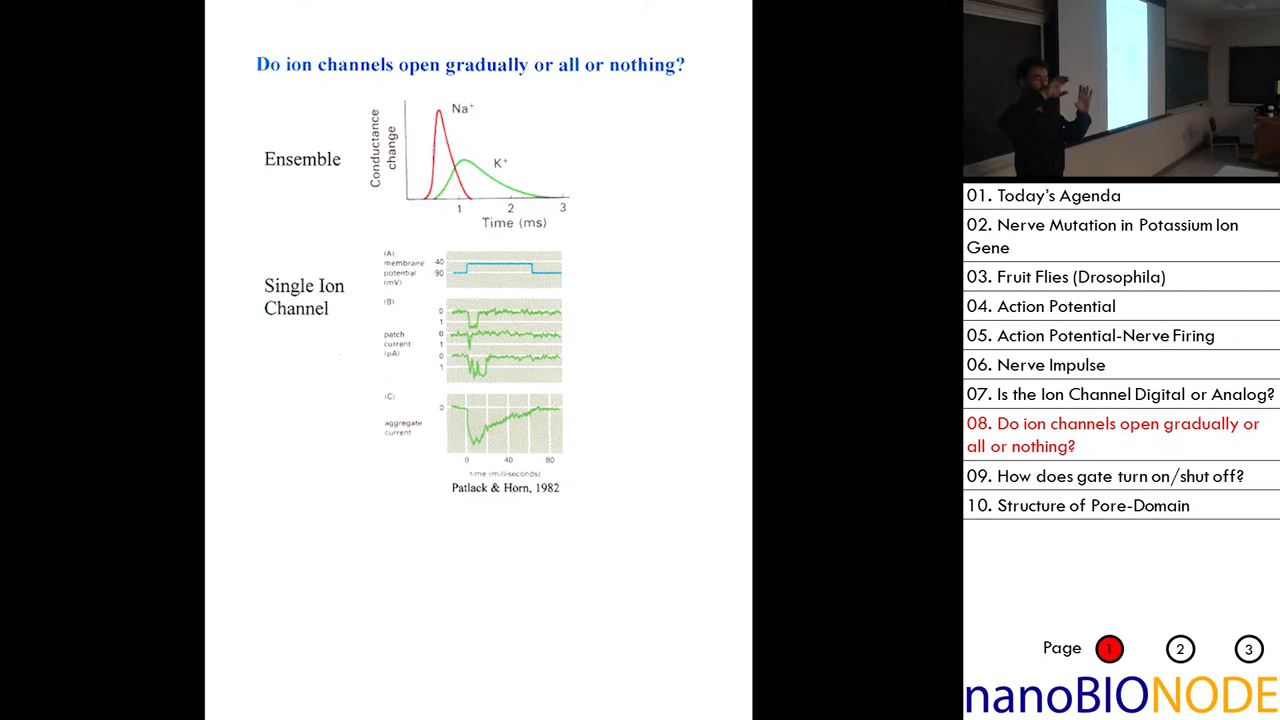 Do ion channels open gradually or all or nothing?
Ensemble
Conductance
change
Na+
K+
1
2
3
Time (ms)
Single Ion
Channel
(A)
membrane
potential
(mV)
40
90
(B)
patch
current
(pA)
0
1
0
1
0
1
(C)
aggregate
current
0
0
40
80
time (milliseconds)
Patlack & Horn, 1982
01. Today's Agenda
02. Nerve Mutation in Potassium Ion
Gene
03. Fruit Flies (Drosophila)
04. Action Potential
05. Action Potential-Nerve Firing
06. Nerve Impulse
07. Is the Ion Channel Digital or Analog?
08. Do ion channels open gradually or
all or nothing?
09. How does gate turn on/shut off?
10. Structure of Pore-Domain
Page 1 2 3
nanoBIONODE